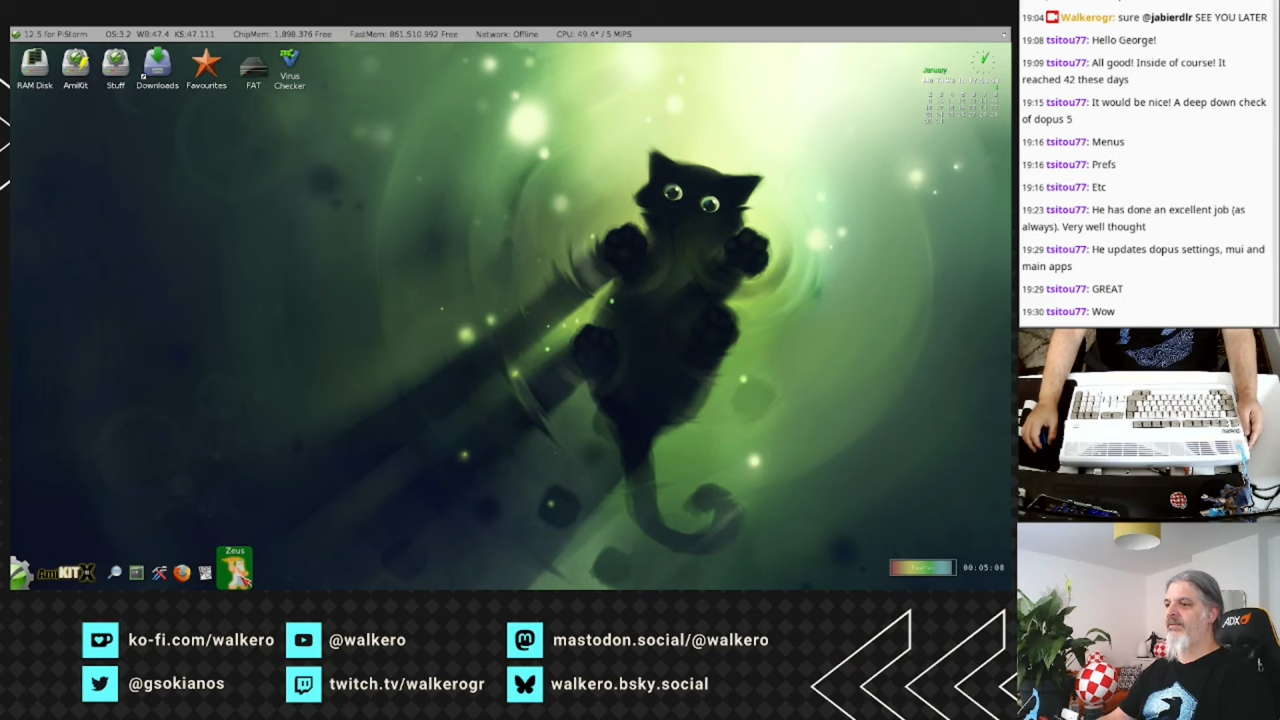 12.5 for PiStorm OS:3.2 WB:47.4 KS:47.111 ChipMem: 1.898.376 Free FastMem: 861.510.992 Free Network: Offline CPU: 49.4* / 5 MIPS
RAM Disk
AmiKit
Stuff
Downloads
Favourites
FAT
Virus
Checker
January
Zeus
AmiKIT X
00:05:08
19:04 Walkerogr: sure @jabierdlr SEE YOU LATER
19:08 tsitou77: Hello George!
19:09 tsitou77: All good! Inside of course! It
reached 42 these days
19:15 tsitou77: It would be nice! A deep down check
of dopus 5
19:16 tsitou77: Menus
19:16 tsitou77: Prefs
19:16 tsitou77: Etc
19:23 tsitou77: He has done an excellent job (as
always). Very well thought
19:29 tsitou77: He updates dopus settings, mui and
main apps
19:29 tsitou77: GREAT
19:30 tsitou77: Wow
ADX
ko-fi.com/walkero
@walkero
mastodon.social/@walkero
@gsokianos
twitch.tv/walkerogr
walkero.bsky.social